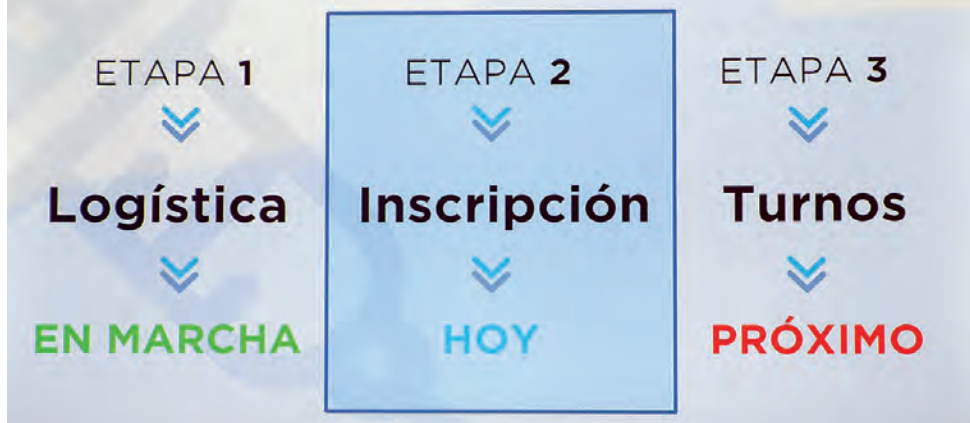 ETAPA 1
Logística
EN MARCHA
ETAPA 2
Inscripción
HOY
ETAPA 3
Turnos
PRÓXIMO